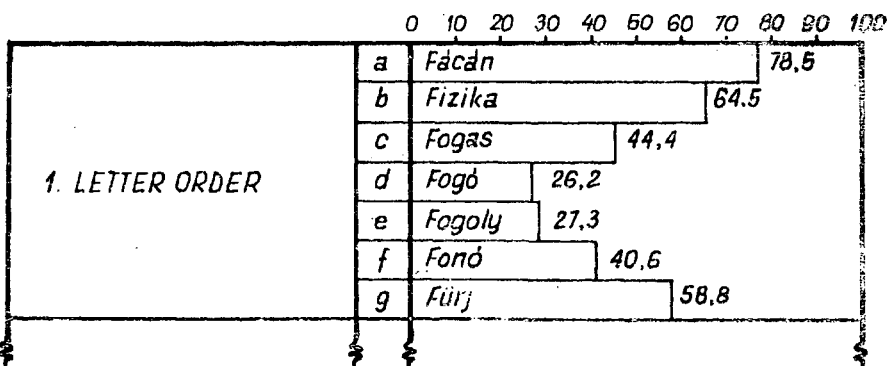 0 10 20 30 40 50 60 70 80 90 100
a Fácán 78,5
b Fizika 64.5
c Fogas 44,4
1. LETTER ORDER
d Fogó 26,2
e Fogoly 27,3
f Fonó 40,6
g Fürj 58,8